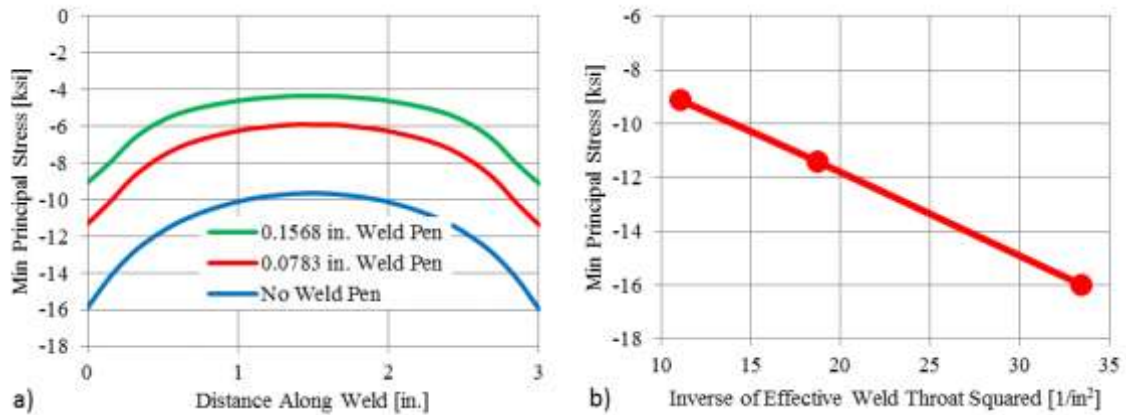 Min Principal Stress [ksi]
0
-2
-4
-6
-8
-10
-12
-14
-16
-18
0.1568 in. Weld Pen
0.0783 in. Weld Pen
No Weld Pen
0 1 2 3
a) Distance Along Weld [in.]
Min Principal Stress [ksi]
-6
-8
-10
-12
-14
-16
-18
10 15 20 25 30 35
b) Inverse of Effective Weld Throat Squared [1/in²]